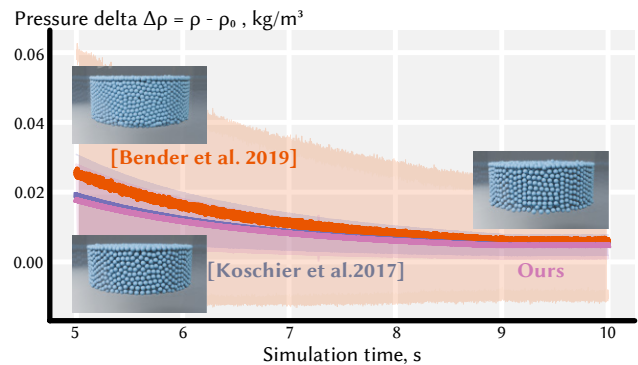 Pressure delta Δρ = ρ - ρ₀ , kg/m³
0.06
0.04
[Bender et al. 2019]
0.02
0.00
[Koschier et al.2017]
Ours
5
6
7
8
9
10
Simulation time, s